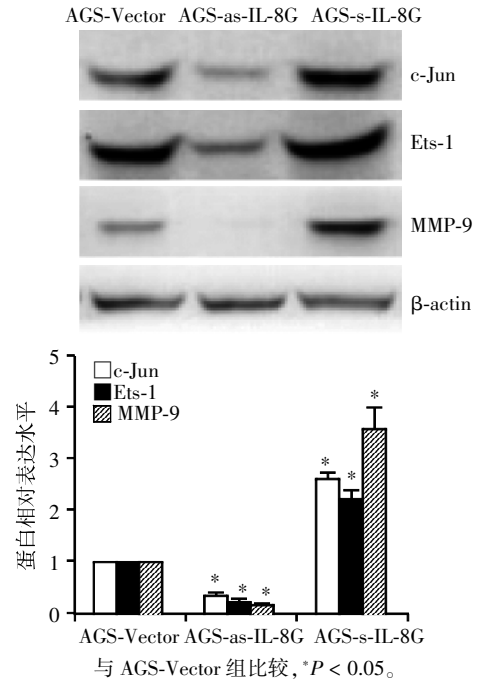 AGS-Vector AGS-as-IL-8G AGS-s-IL-8G
c-Jun
Ets-1
MMP-9
β-actin
5
4
3
2
1
0
蛋白相对表达水平
c-Jun
Ets-1
MMP-9
* * *
* * *
AGS-Vector AGS-as-IL-8G AGS-s-IL-8G
与 AGS-Vector 组比较,*P < 0.05。